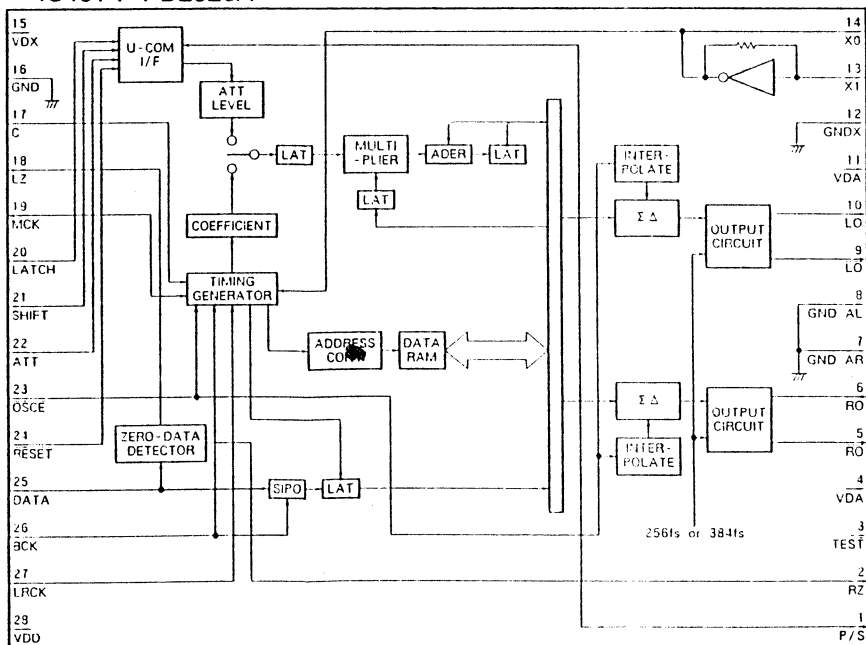 15
VDX
16
GND
17
C
18
LZ
19
MCK
20
LATCH
21
SHIFT
22
ATT
23
OSCE
24
RESET
25
DATA
26
BCK
27
LRCK
28
VDD
U-COM
I/F
ATT
LEVEL
LAT
MULTI
-PLIER
ADER
LAT
LAT
COEFFICIENT
TIMING
GENERATOR
ADDRESS
DATA
RAM
ZERO-DATA
DETECTOR
SIPO
LAT
INTER-
POLATE
ΣΔ
OUTPUT
CIRCUIT
ΣΔ
INTER-
POLATE
OUTPUT
CIRCUIT
256fs or 384fs
14
X0
13
X1
12
GNDX
11
VDA
10
LO
9
LO
8
GND AL
7
GND AR
6
RO
5
RO
4
VDA
3
TEST
2
RZ
1
P/S